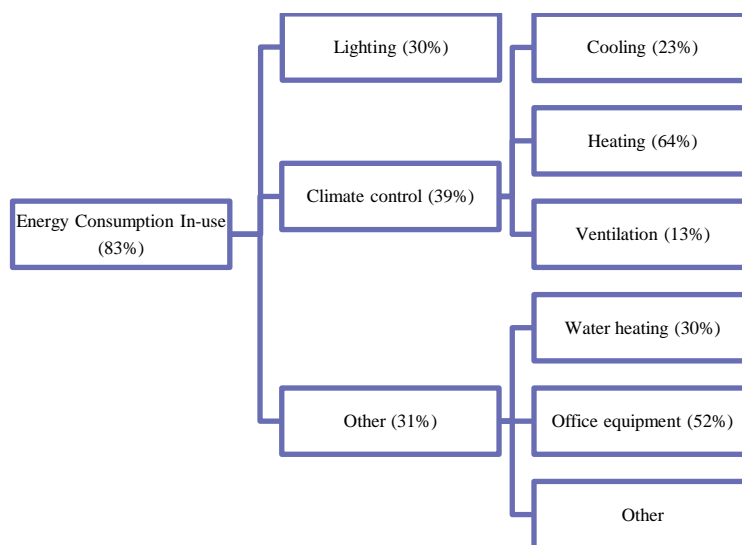 Lighting (30%)
Cooling (23%)
Heating (64%)
Energy Consumption In-use
(83%)
Climate control (39%)
Ventilation (13%)
Water heating (30%)
Other (31%)
Office equipment (52%)
Other